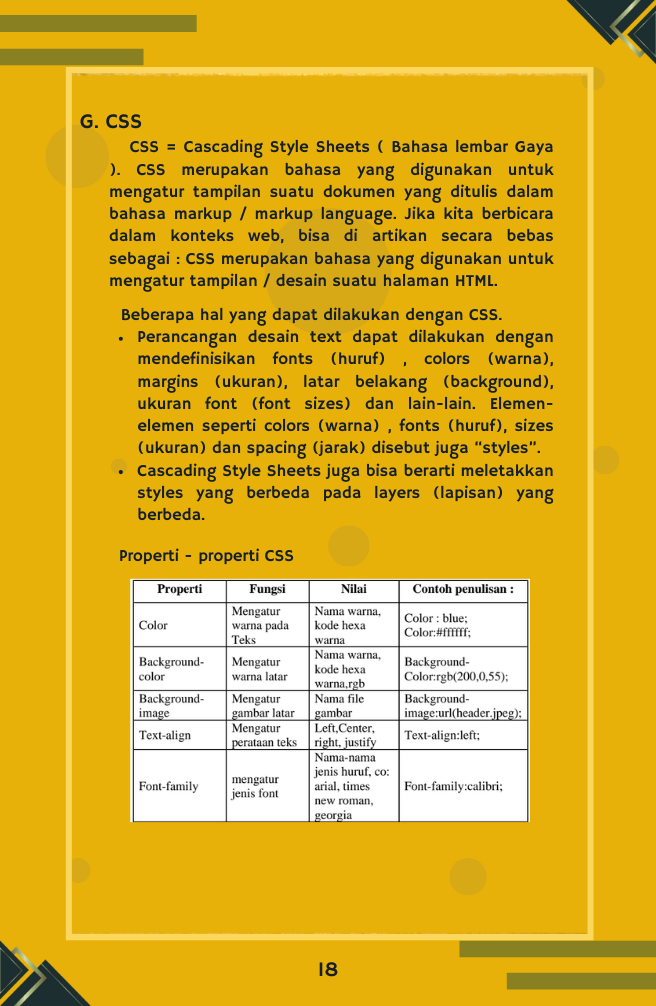 G. CSS
CSS = Cascading Style Sheets ( Bahasa lembar Gaya
). CSS merupakan bahasa yang digunakan untuk
mengatur tampilan suatu dokumen yang ditulis dalam
bahasa markup / markup language. Jika kita berbicara
dalam konteks web, bisa di artikan secara bebas
sebagai : CSS merupakan bahasa yang digunakan untuk
mengatur tampilan / desain suatu halaman HTML.
Beberapa hal yang dapat dilakukan dengan CSS.
• Perancangan desain text dapat dilakukan dengan
mendefinisikan fonts (huruf) , colors (warna),
margins (ukuran), latar belakang (background),
ukuran font (font sizes) dan lain-lain. Elemen-
elemen seperti colors (warna) , fonts (huruf), sizes
(ukuran) dan spacing (jarak) disebut juga “styles”.
• Cascading Style Sheets juga bisa berarti meletakkan
styles yang berbeda pada layers (lapisan) yang
berbeda.
Properti - properti CSS
Properti Fungsi Nilai Contoh penulisan :
Color
Mengatur
warna pada
Teks
Nama warna,
kode hexa
warna
Color : blue;
Color:#ffffff;
Background-
color
Mengatur
warna latar
Nama warna,
kode hexa
warna,rgb
Background-
Color:rgb(200,0,55);
Background-
image
Mengatur
gambar latar
Nama file
gambar
Background-
image:url(header.jpeg);
Text-align
Mengatur
perataan teks
Left,Center,
right, justify
Text-align:left;
Font-family
mengatur
jenis font
Nama-nama
jenis huruf, co:
arial, times
new roman,
georgia
Font-family:calibri;
18